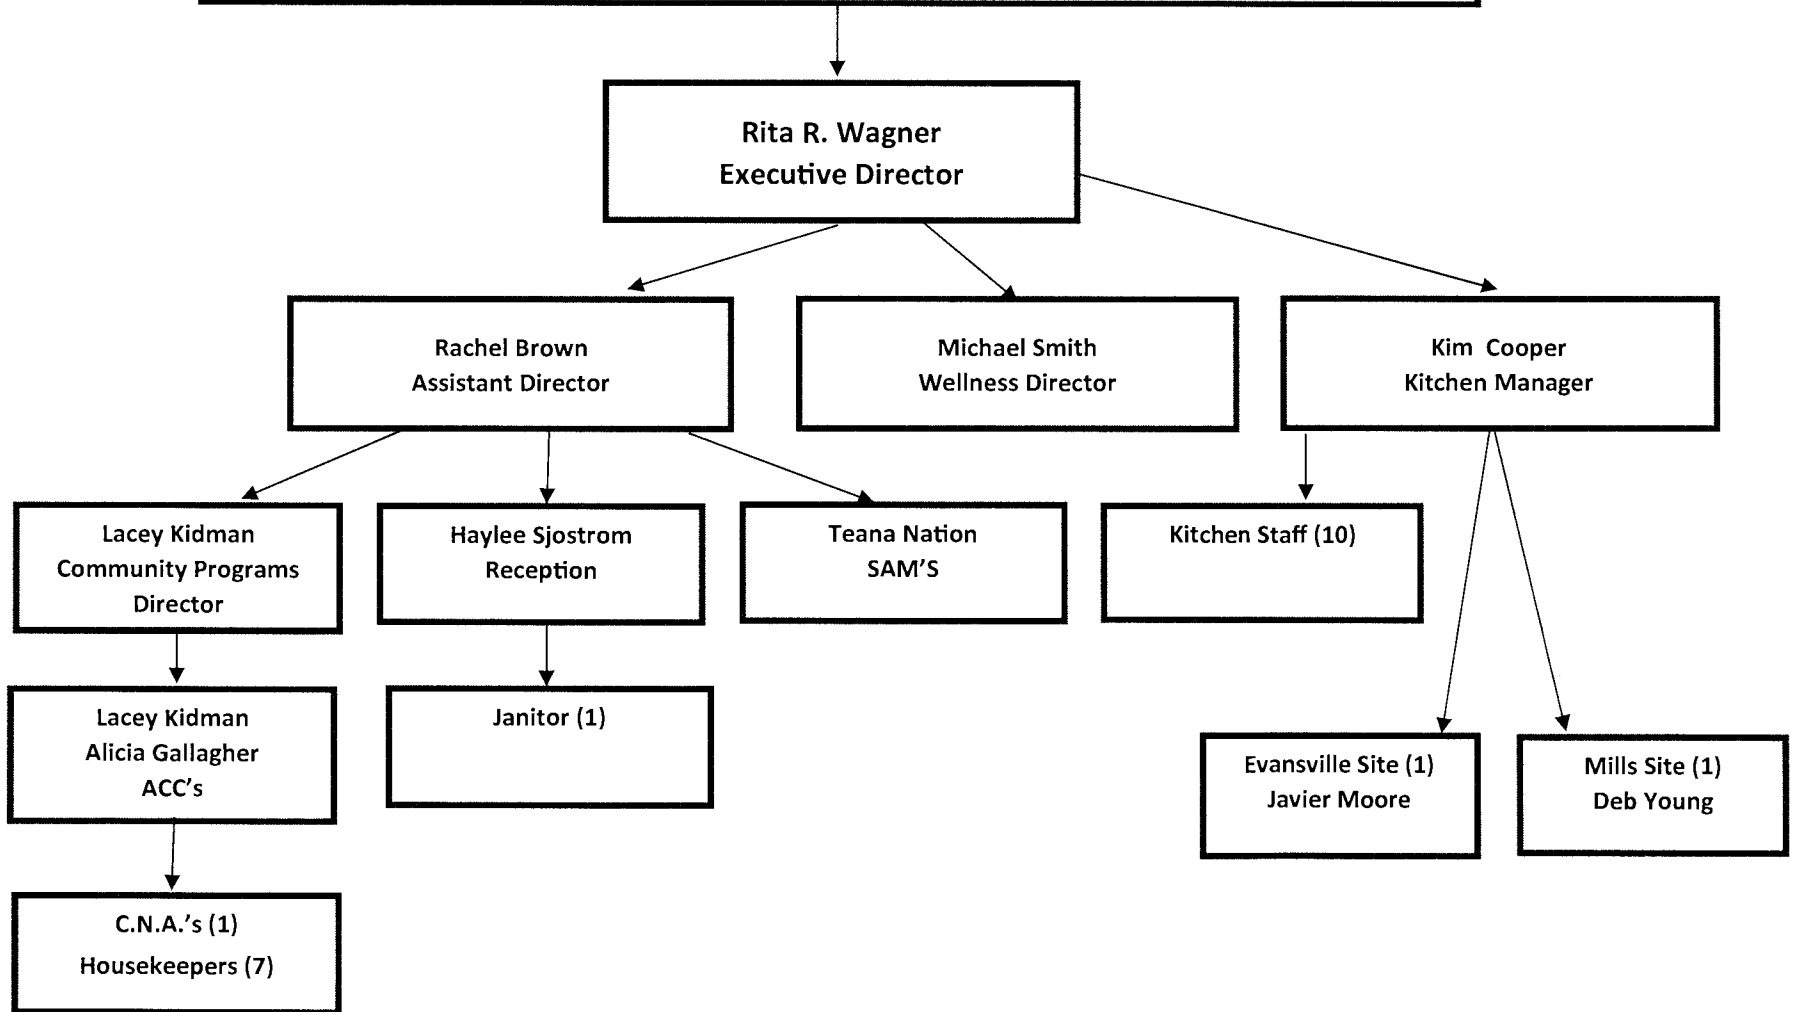 Rita R. Wagner
Executive Director
Rachel Brown
Assistant Director
Michael Smith
Wellness Director
Kim Cooper
Kitchen Manager
Lacey Kidman
Community Programs
Director
Haylee Sjostrom
Reception
Teana Nation
SAM'S
Kitchen Staff (10)
Lacey Kidman
Alicia Gallagher
ACC's
Janitor (1)
Evansville Site (1)
Javier Moore
Mills Site (1)
Deb Young
C.N.A.'s (1)
Housekeepers (7)